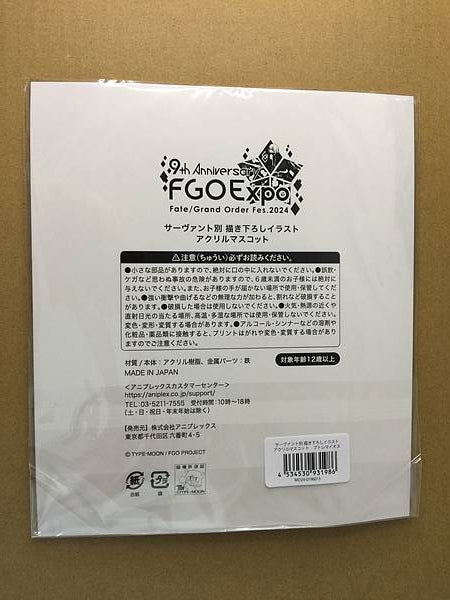 9th Anniversary
FGO Expo
Fate/Grand Order Fes.2024
サーヴァント別 描き下ろしイラスト
アクリルマスコット
⚠注意(ちゅうい)必ずお読みください。
●小さな部品がありますので、絶対に口の中に入れないでください。●誤飲・
ケガなど思わぬ事故の危険がありますので、6歳未満のお子様には絶対に
与えないでください。また、お子様の手が届かない場所で使用・保管してくだ
さい。●強い衝撃や曲げるなどの無理な力が加わると、割れなど破損すること
があります。●破損した場合は使用しないでください。●火気・熱源の近くや
直射日光の当たる場所、高温・多湿な場所では使用・保管しないでください。
変色・変形・変質する場合があります。●アルコール・シンナーなどの溶剤や
化粧品・薬品類に接触すると、プリントはがれや変色・変質する場合があり
ますのでご注意ください。
材質/本体:アクリル樹脂、金属パーツ:鉄
対象年齢12歳以上
MADE IN JAPAN
<アニプレックスカスタマーセンター>
https://aniplex.co.jp/support/
TEL:03-5211-7555 受付時間:10時〜18時
(土・日・祝日・年末年始は除く)
【発売元】株式会社アニプレックス
東京都千代田区六番町4-5
©TYPE-MOON / FGO PROJECT
サーヴァント別 描き下ろしイラスト
アクリルマスコット プトレマイオス
4 534530 931986
紙
台紙
プラ
袋
©TYPE-MOON